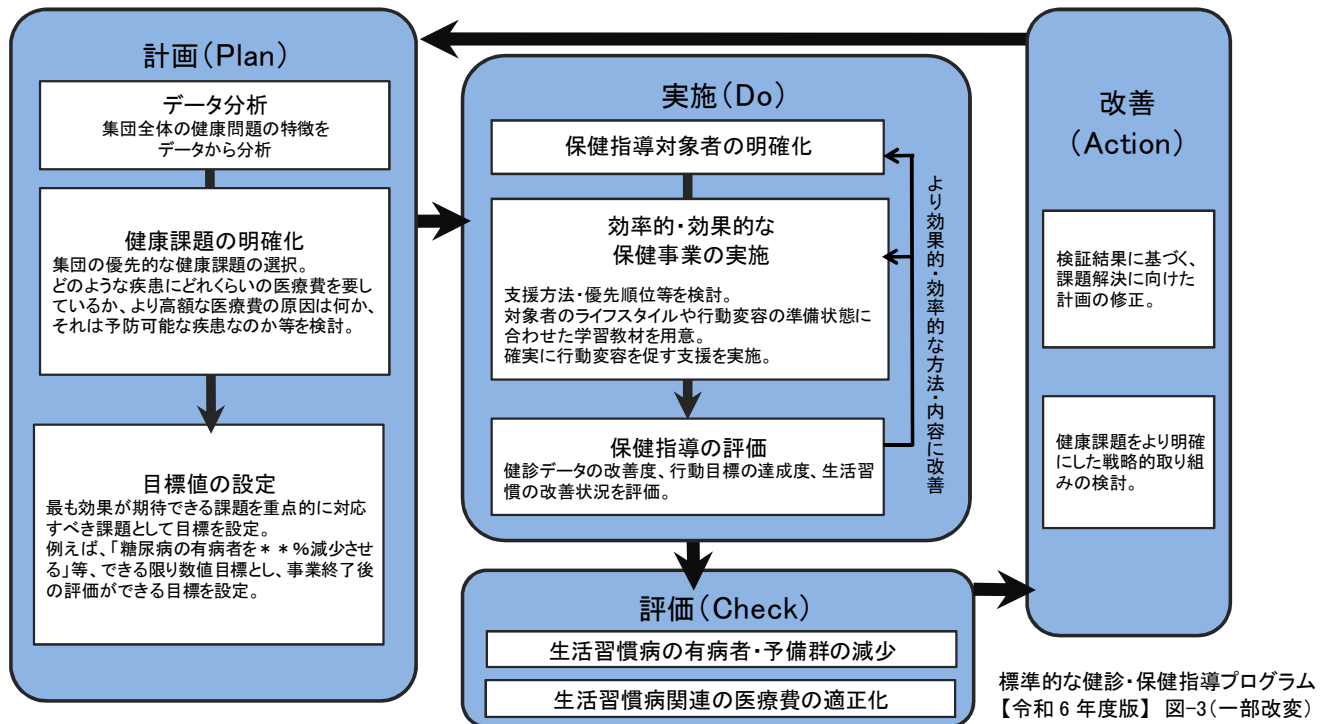 計画(Plan)
データ分析
集団全体の健康問題の特徴を
データから分析
健康課題の明確化
集団の優先的な健康課題の選択。
どのような疾患にどれくらいの医療費を要し
ているか、より高額な医療費の原因は何か、
それは予防可能な疾患なのか等を検討。
目標値の設定
最も効果が期待できる課題を重点的に対応
すべき課題として目標を設定。
例えば、「糖尿病の有病者を＊＊%減少させ
る」等、できる限り数値目標とし、事業終了後
の評価ができる目標を設定。
実施(Do)
保健指導対象者の明確化
効率的・効果的な
保健事業の実施
支援方法・優先順位等を検討。
対象者のライフスタイルや行動変容の準備状態に
合わせた学習教材を用意。
確実に行動変容を促す支援を実施。
保健指導の評価
健診データの改善度、行動目標の達成度、生活習
慣の改善状況を評価。
より効果的・効率的な方法・内容に改善
評価(Check)
生活習慣病の有病者・予備群の減少
生活習慣病関連の医療費の適正化
改善
(Action)
検証結果に基づく、
課題解決に向けた
計画の修正。
健康課題をより明確
にした戦略的取り組
みの検討。
標準的な健診・保健指導プログラム
【令和6年度版】 図-3(一部改変)